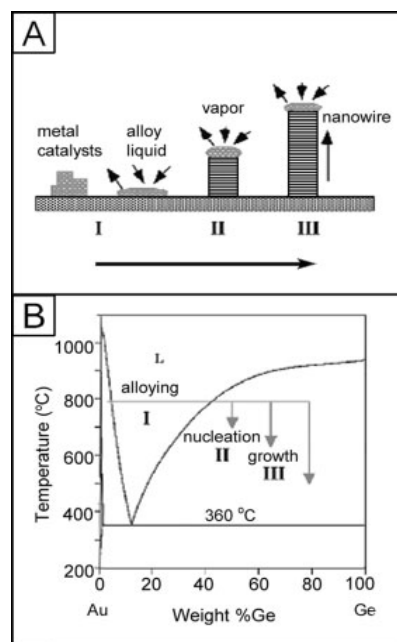 A
vapor
nanowire
metal
catalysts
alloy
liquid
I
II
III
B
1000
800
600
400
200
Temperature (°C)
L
alloying
I
nucleation
II
growth
III
360 °C
0
20
40
60
80
100
Au
Weight %Ge
Ge